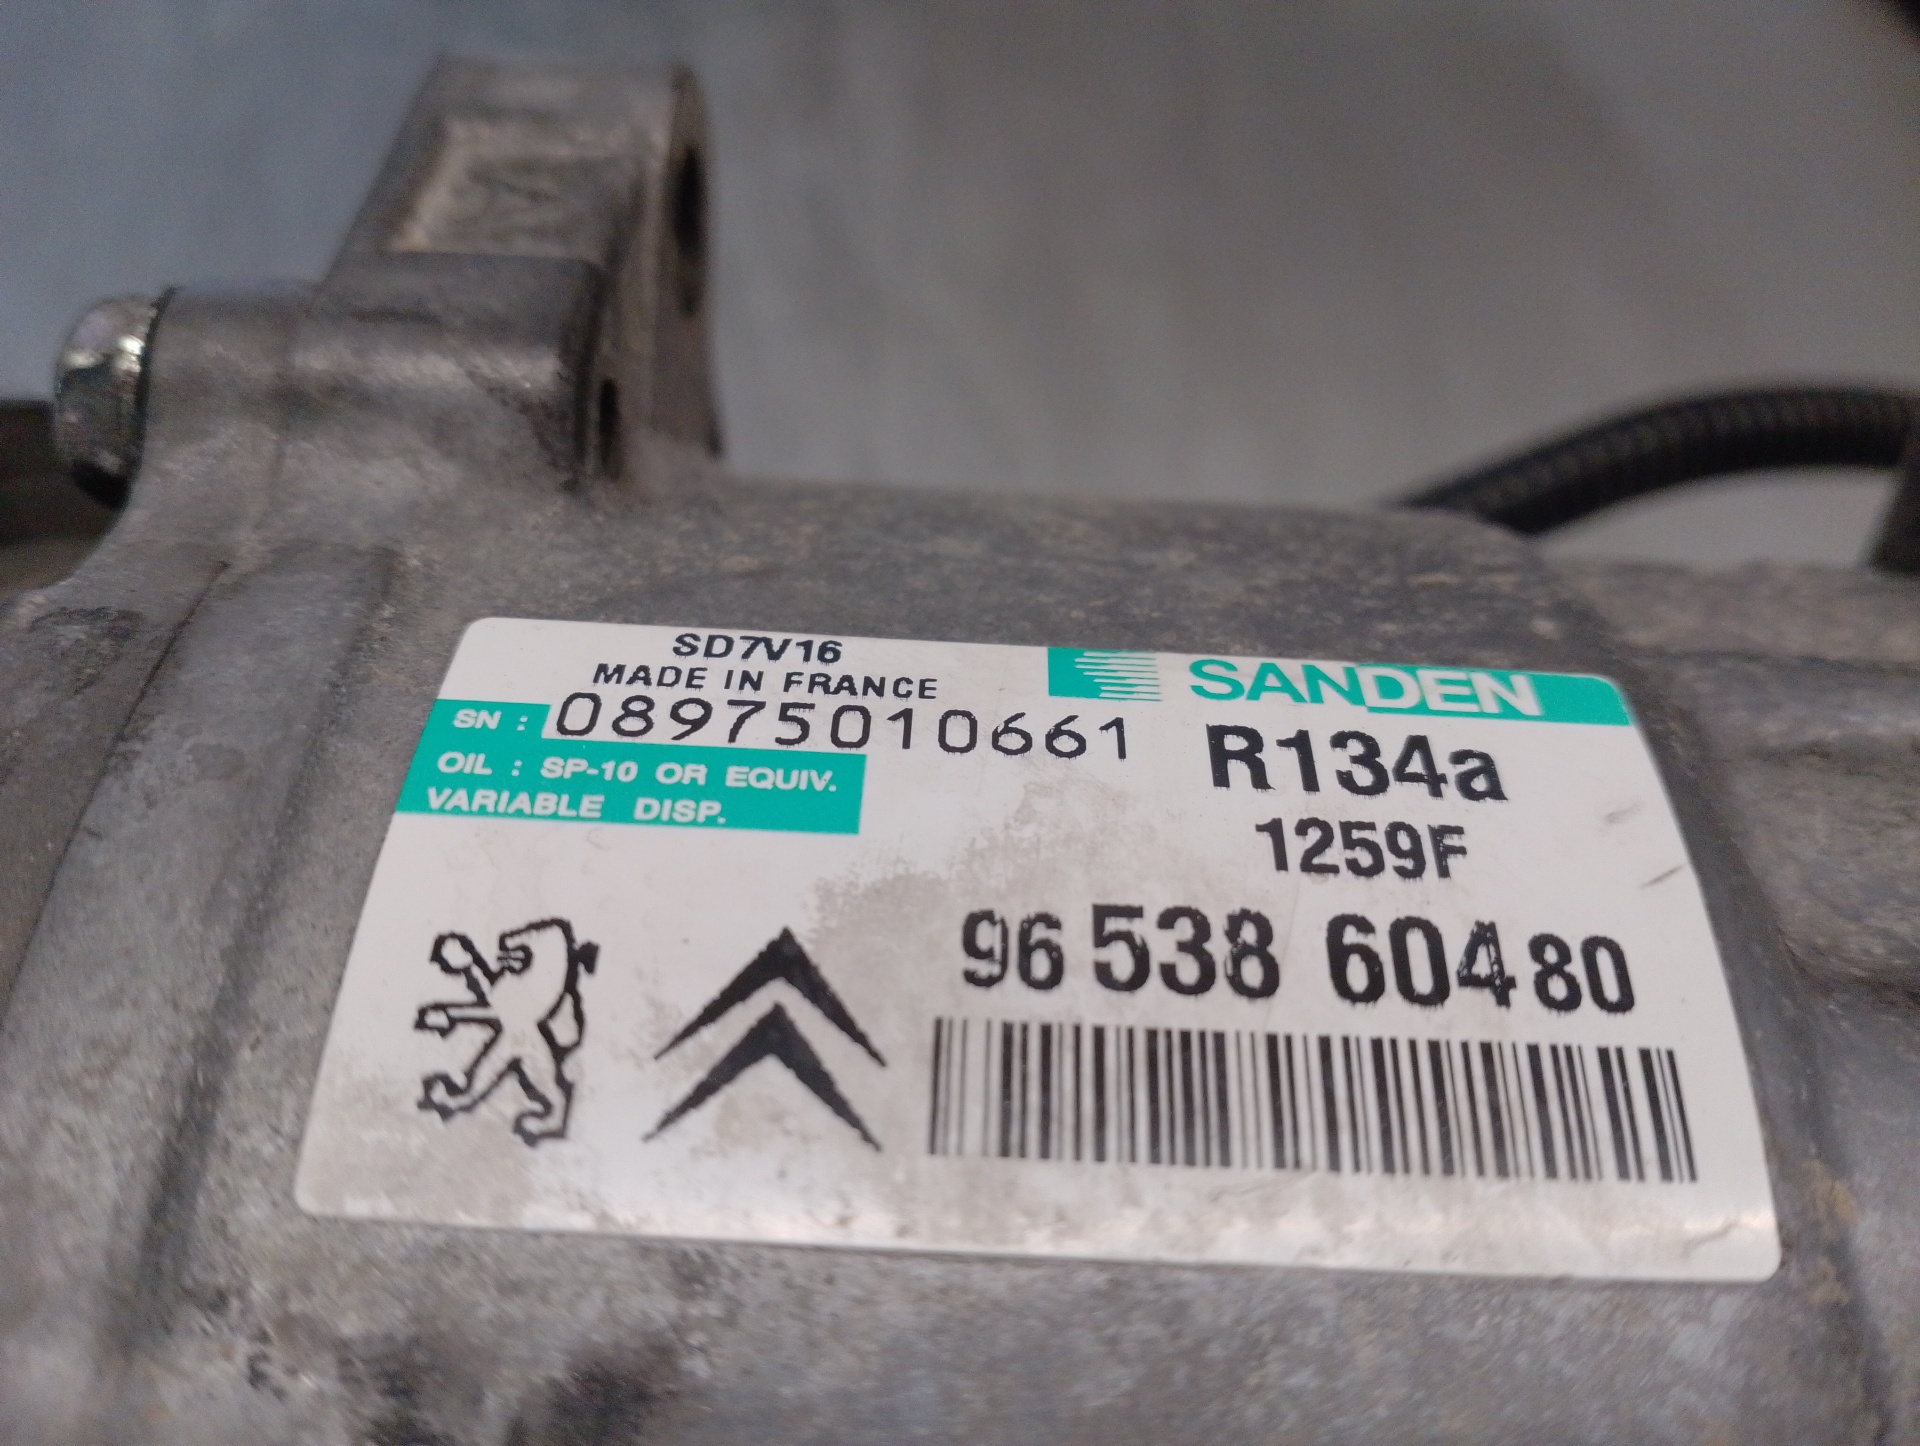 SD7V16
MADE IN FRANCE
SANDEN
SN : 08975010661
R134a
OIL : SP-10 OR EQUIV.
VARIABLE DISP.
1259F
96 538 604 80